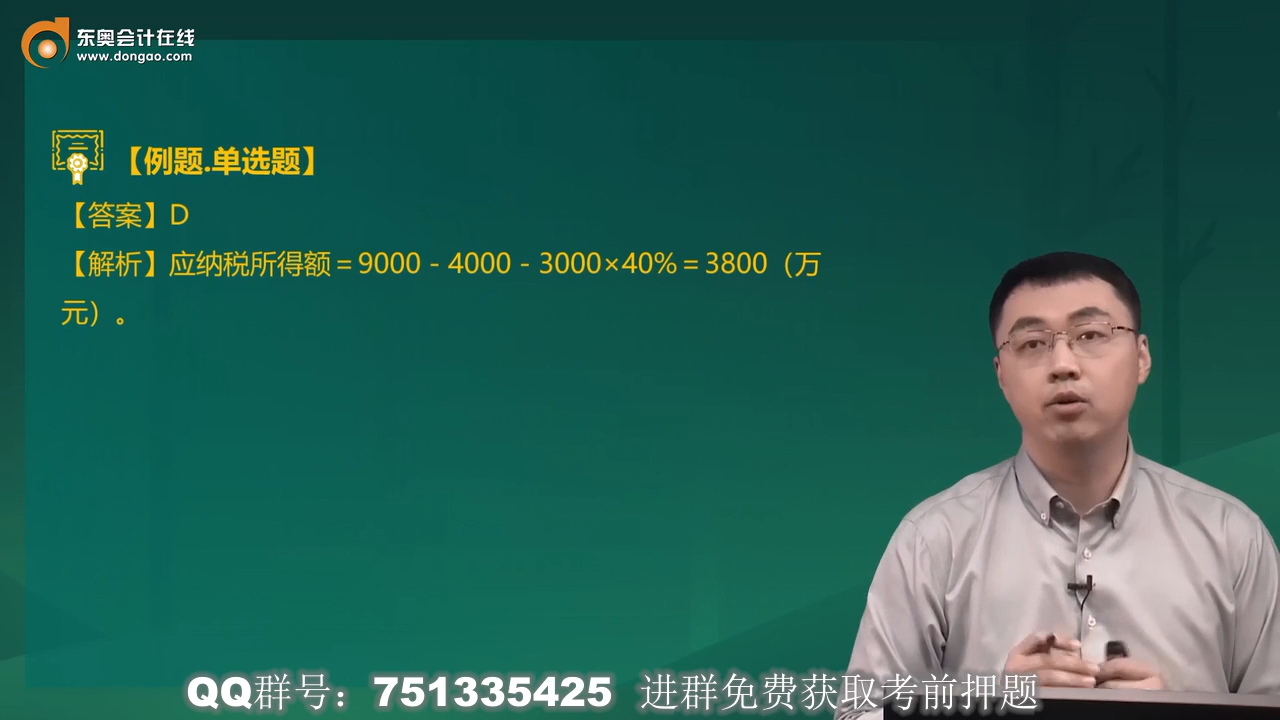 东奥会计在线
www.dongao.com
【例题.单选题】
【答案】D
【解析】应纳税所得额＝9000－4000－3000×40%＝3800（万
元）。
QQ群号：751335425 进群免费获取考前押题